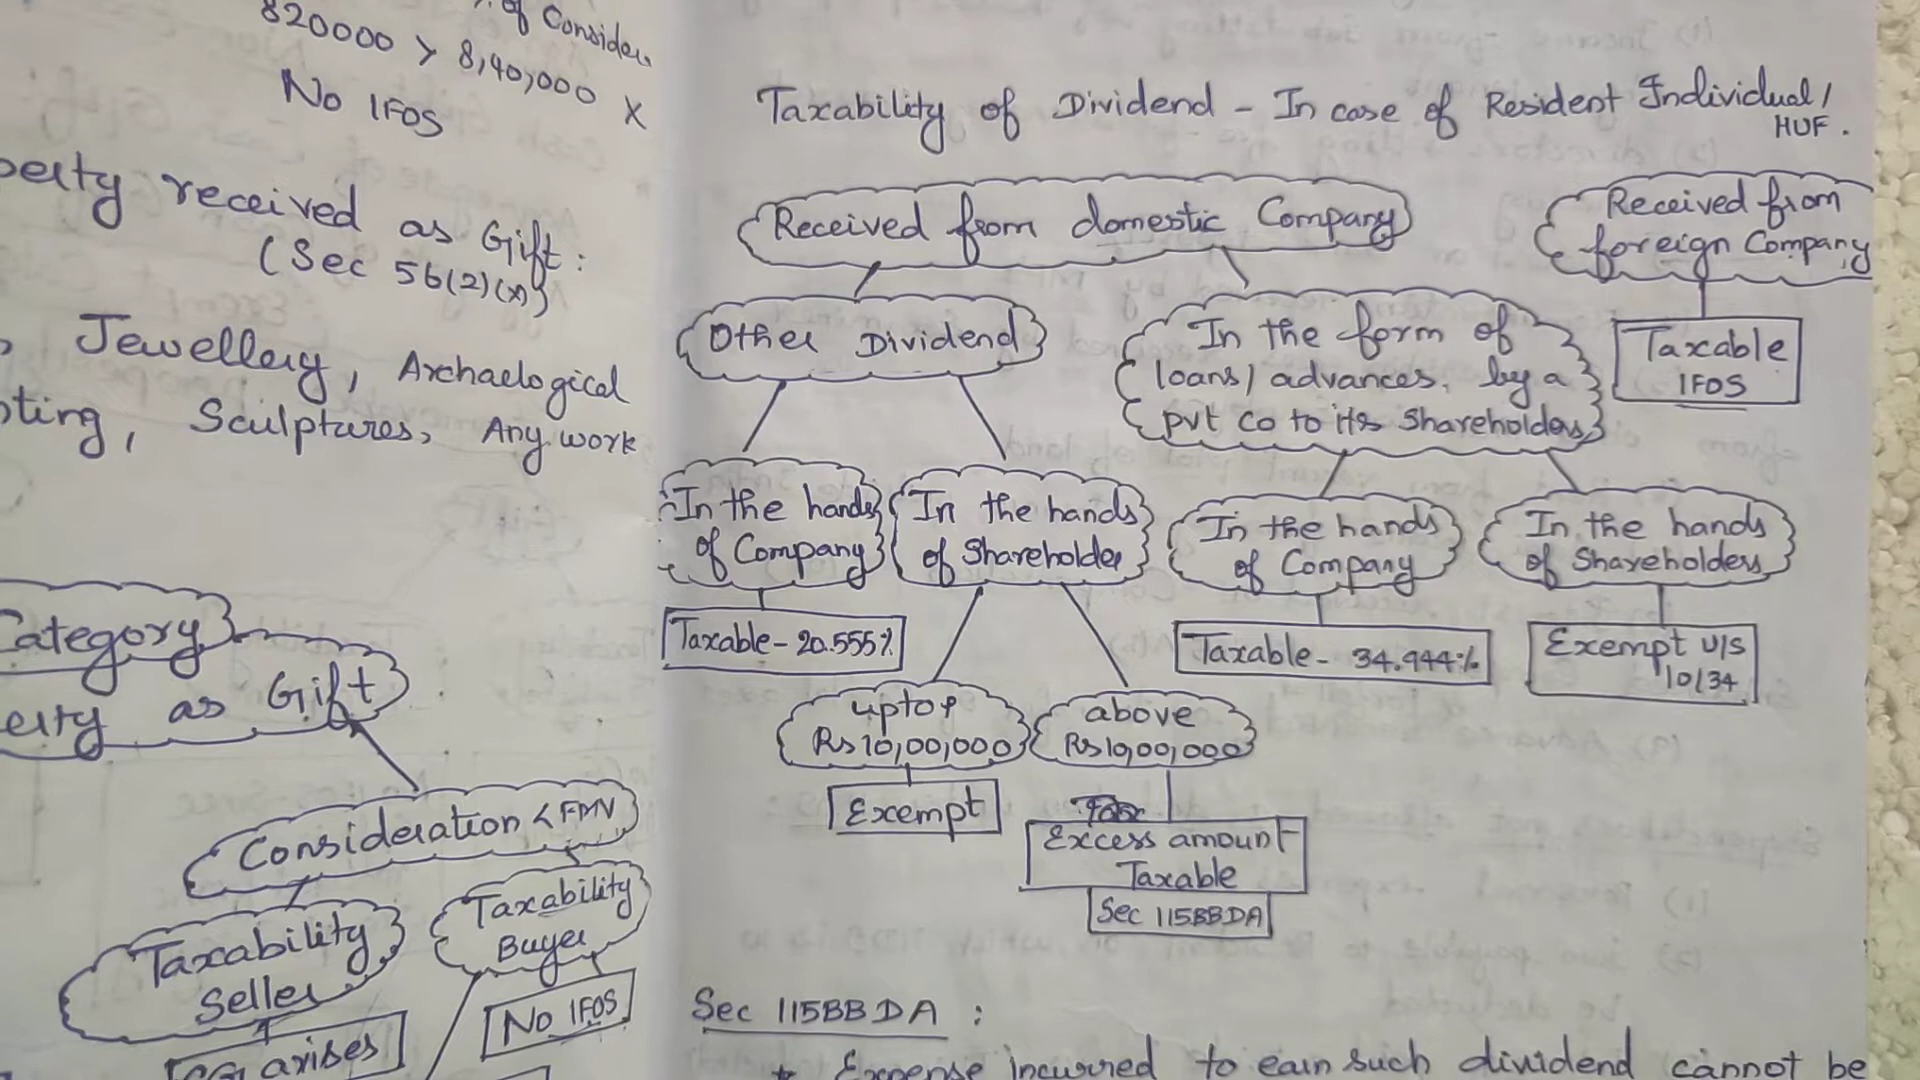 of Consider
820000 > 8,40,000 X
No IFOS
perty received as Gift:
(Sec 56(2)(x))
Jewellery, Archaelogical
ting, Sculptures, Any work
Category
erty as Gift
Consideration < FMV
Taxability
Seller
Taxability
Buyer
CG arises
No IFOS
Taxability of Dividend - In case of Resident Individual/
HUF.
Received from domestic Company
Received from
foreign Company
Other Dividend
In the form of
loans/advances, by a
pvt Co to its Shareholders
Taxable
IFOS
In the hands
of Company
In the hands
of Shareholder
In the hands
of Company
In the hands
of Shareholders
Taxable - 20.555%
Taxable - 34.944%
Exempt u/s
10/34
upto
Rs 10,00,000
above
Rs 10,00,000
Exempt
Excess amount
Taxable
Sec 115BBDA
Sec 115BBDA :
* Expense incurred to earn such dividend cannot be